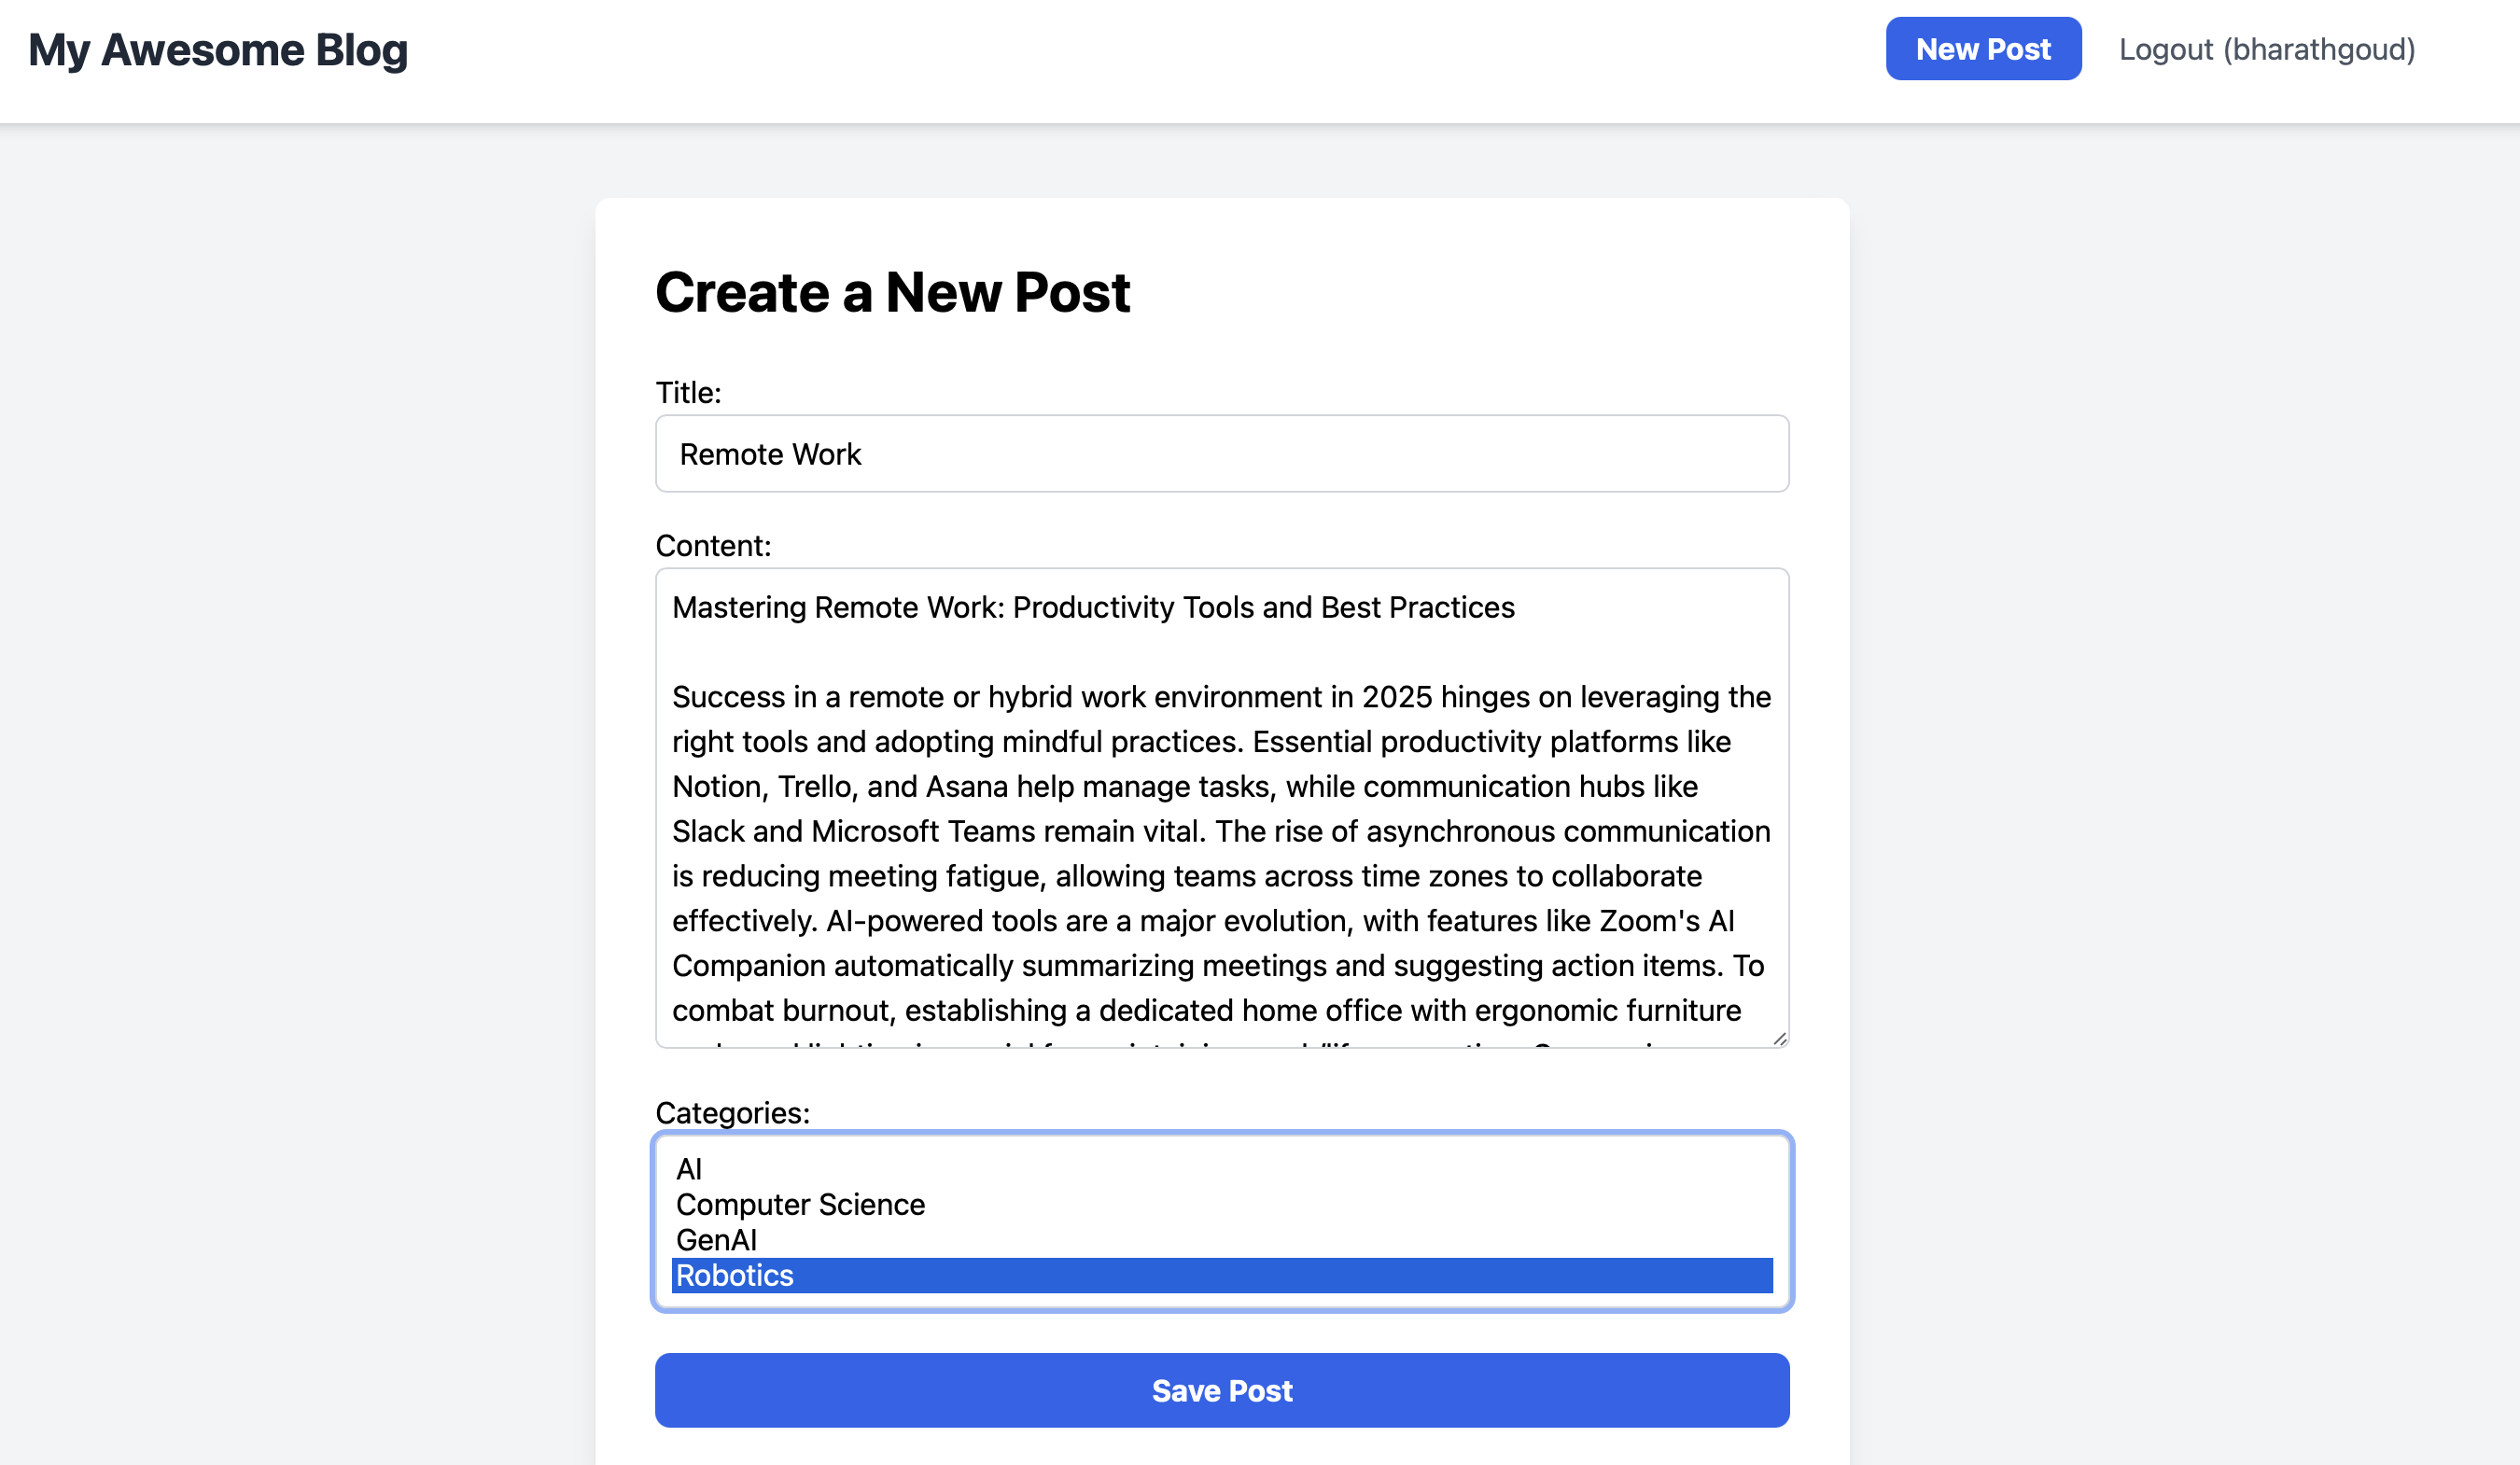 My Awesome Blog
New Post
Logout (bharathgoud)
Create a New Post
Title:
Remote Work
Content:
Mastering Remote Work: Productivity Tools and Best Practices
Success in a remote or hybrid work environment in 2025 hinges on leveraging the
right tools and adopting mindful practices. Essential productivity platforms like
Notion, Trello, and Asana help manage tasks, while communication hubs like
Slack and Microsoft Teams remain vital. The rise of asynchronous communication
is reducing meeting fatigue, allowing teams across time zones to collaborate
effectively. AI-powered tools are a major evolution, with features like Zoom's AI
Companion automatically summarizing meetings and suggesting action items. To
combat burnout, establishing a dedicated home office with ergonomic furniture
Categories:
AI
Computer Science
GenAI
Robotics
Save Post